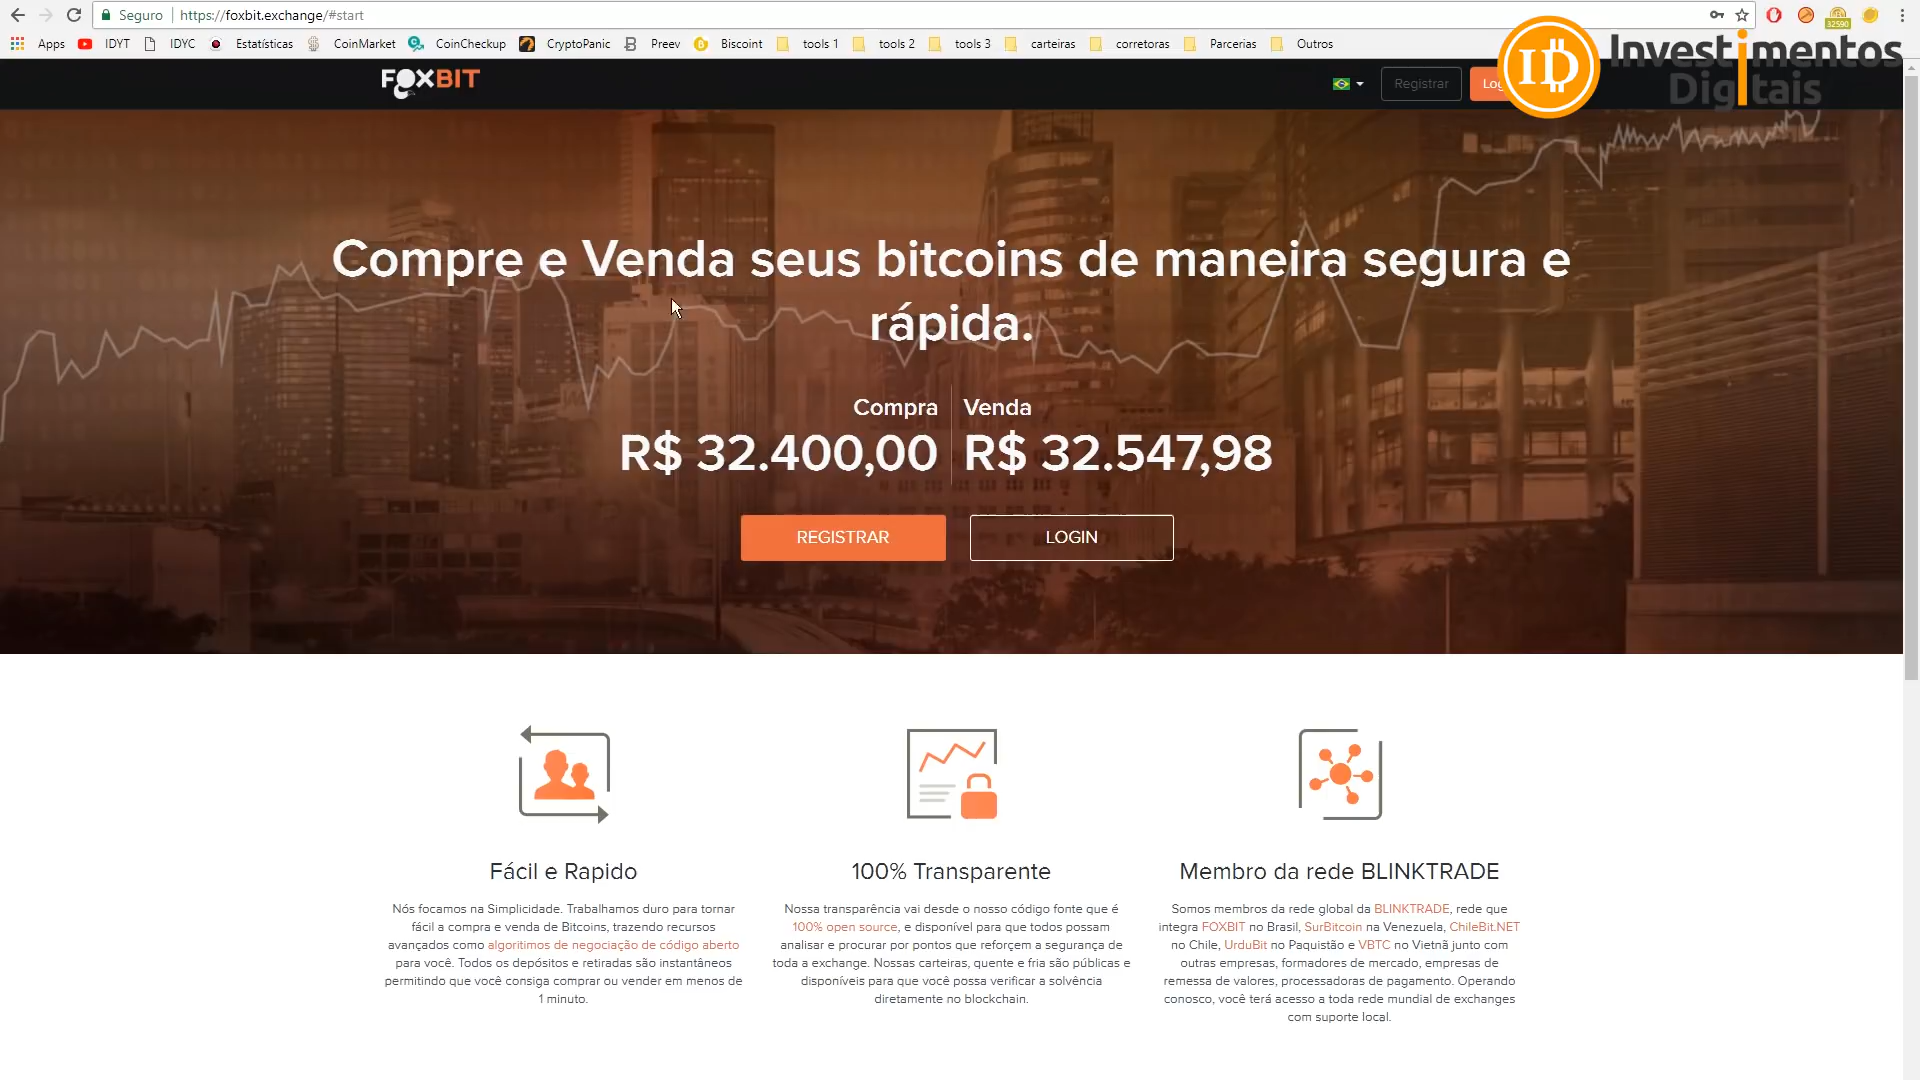 Seguro https://foxbit.exchange/#start
32590
Apps IDYT IDYC Estatísticas CoinMarket CoinCheckup CryptoPanic Preev Biscoint tools 1 tools 2 tools 3 carteiras corretoras Parcerias Outros
Investimentos
Digitais
FOXBIT
Registrar
Compre e Venda seus bitcoins de maneira segura e
rápida.
Compra Venda
R$ 32.400,00 R$ 32.547,98
REGISTRAR LOGIN
Fácil e Rapido
Nós focamos na Simplicidade. Trabalhamos duro para tornar
fácil a compra e venda de Bitcoins, trazendo recursos
avançados como algoritimos de negociação de código aberto
para você. Todos os depósitos e retiradas são instantâneos
permitindo que você consiga comprar ou vender em menos de
1 minuto.
100% Transparente
Nossa transparência vai desde o nosso código fonte que é
100% open source, e disponível para que todos possam
analisar e procurar por pontos que reforçem a segurança de
toda a exchange. Nossas carteiras, quente e fria são públicas e
disponíveis para que você possa verificar a solvência
diretamente no blockchain.
Membro da rede BLINKTRADE
Somos membros da rede global da BLINKTRADE, rede que
integra FOXBIT no Brasil, SurBitcoin na Venezuela, ChileBit.NET
no Chile, UrduBit no Paquistão e VBTC no Vietnã junto com
outras empresas, formadores de mercado, empresas de
remessa de valores, processadoras de pagamento. Operando
conosco, você terá acesso a toda rede mundial de exchanges
com suporte local.